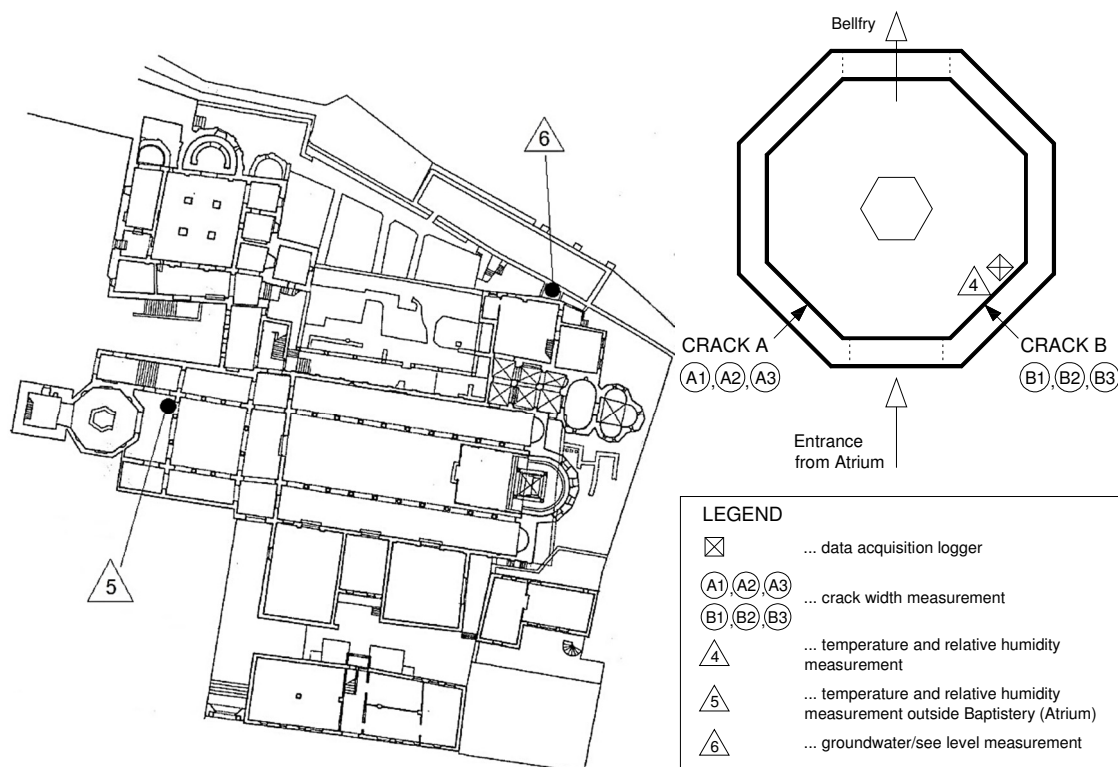 6
5
Bellfry
4
CRACK A
A1, A2, A3
CRACK B
B1, B2, B3
Entrance
from Atrium
LEGEND
... data acquisition logger
A1, A2, A3
B1, B2, B3
... crack width measurement
4
... temperature and relative humidity
measurement
5
... temperature and relative humidity
measurement outside Baptistery (Atrium)
6
... groundwater/see level measurement